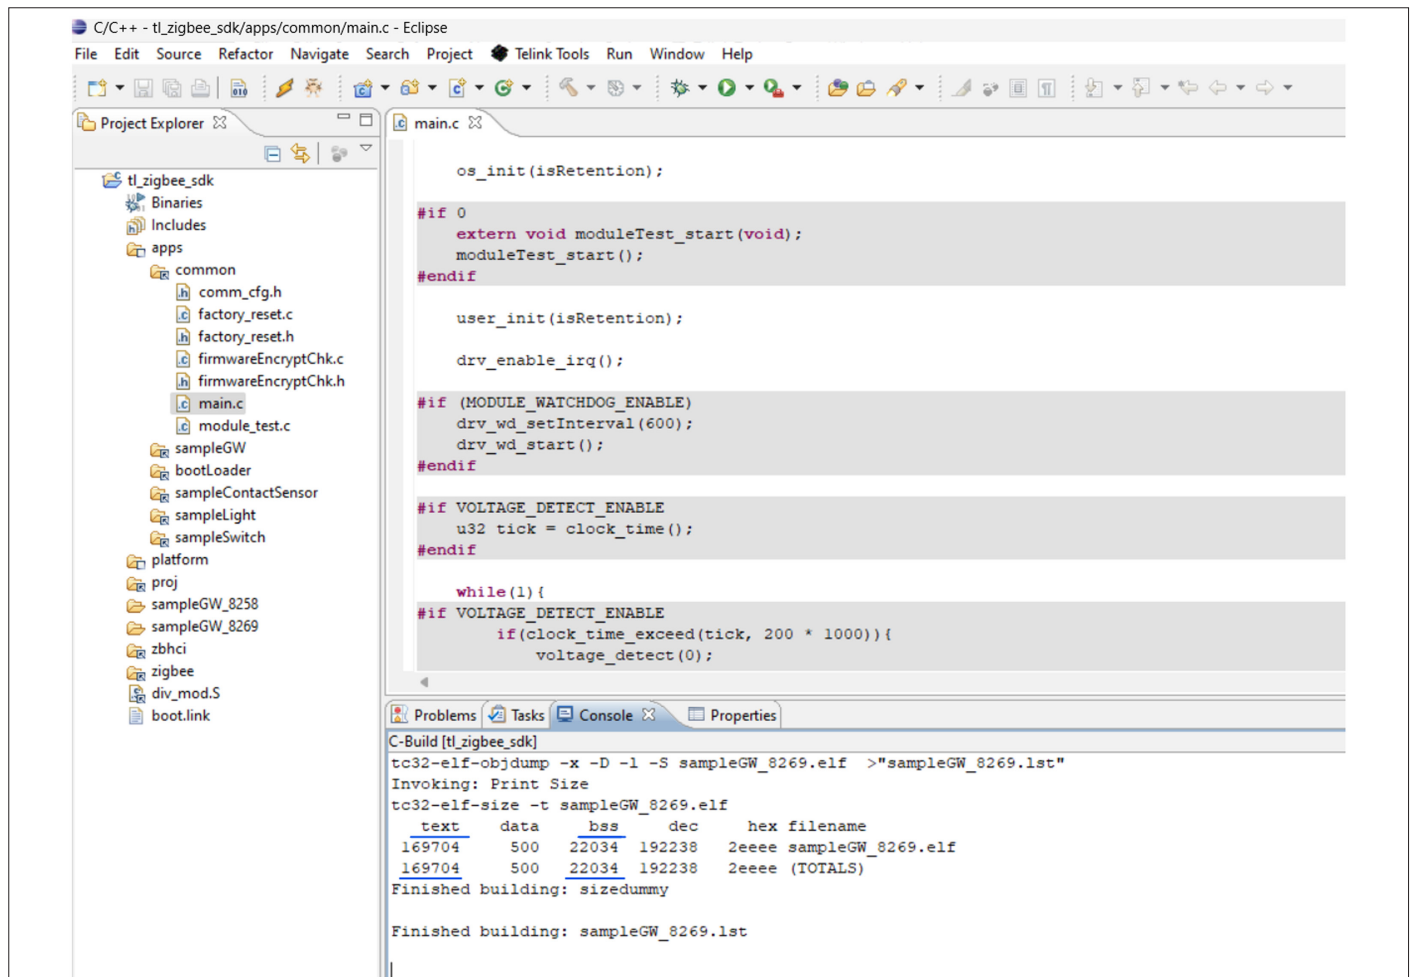 C/C++ - tl_zigbee_sdk/apps/common/main.c - Eclipse
File Edit Source Refactor Navigate Search Project Telink Tools Run Window Help
Project Explorer
tl_zigbee_sdk
Binaries
Includes
apps
common
comm_cfg.h
factory_reset.c
factory_reset.h
firmwareEncryptChk.c
firmwareEncryptChk.h
main.c
module_test.c
sampleGW
bootLoader
sampleContactSensor
sampleLight
sampleSwitch
platform
proj
sampleGW_8258
sampleGW_8269
zbhci
zigbee
div_mod.S
boot.link
main.c
os_init(isRetention);
#if 0
extern void moduleTest_start(void);
moduleTest_start();
#endif
user_init(isRetention);
drv_enable_irq();
#if (MODULE_WATCHDOG_ENABLE)
drv_wd_setInterval(600);
drv_wd_start();
#endif
#if VOLTAGE_DETECT_ENABLE
u32 tick = clock_time();
#endif
while(1){
#if VOLTAGE_DETECT_ENABLE
if(clock_time_exceed(tick, 200 * 1000)){
voltage_detect(0);
Problems Tasks Console Properties
C-Build [tl_zigbee_sdk]
tc32-elf-objdump -x -D -l -S sampleGW_8269.elf >"sampleGW_8269.lst"
Invoking: Print Size
tc32-elf-size -t sampleGW_8269.elf
text data bss dec hex filename
169704 500 22034 192238 2eeee sampleGW_8269.elf
169704 500 22034 192238 2eeee (TOTALS)
Finished building: sizedummy
Finished building: sampleGW_8269.lst